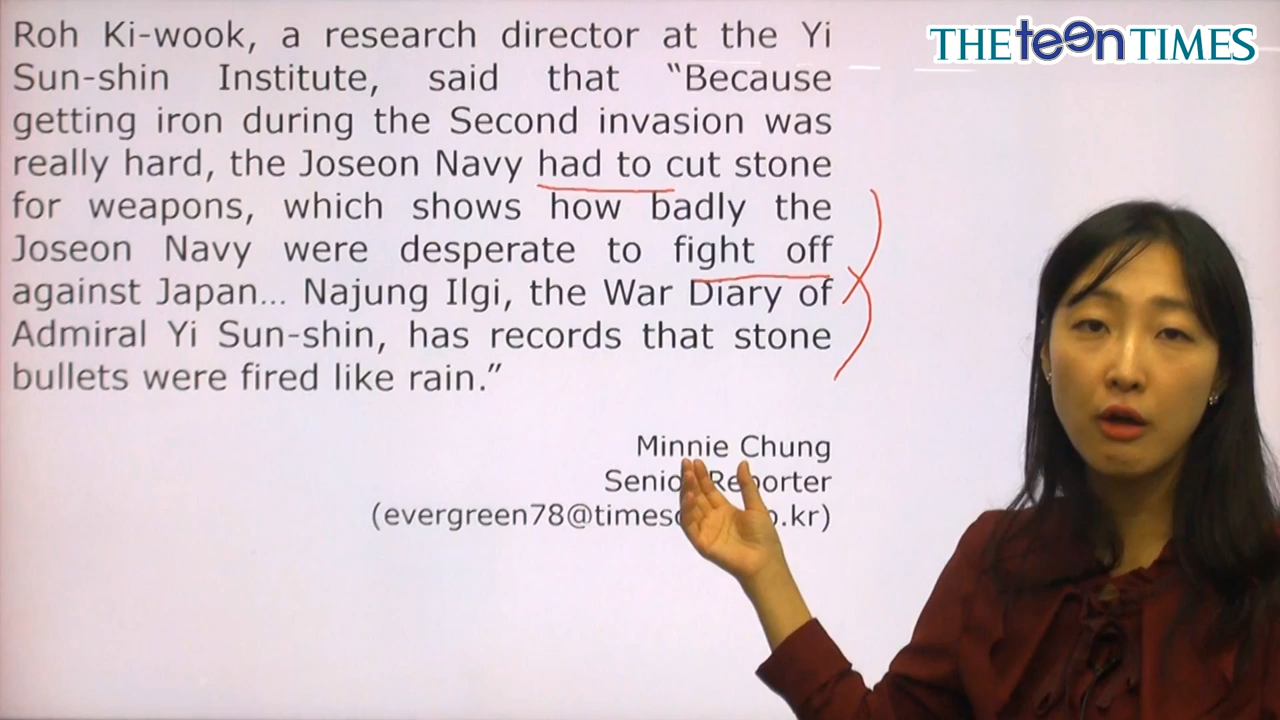 THE teen TIMES
Roh Ki-wook, a research director at the Yi
Sun-shin Institute, said that “Because
getting iron during the Second invasion was
really hard, the Joseon Navy had to cut stone
for weapons, which shows how badly the
Joseon Navy were desperate to fight off
against Japan... Najung Ilgi, the War Diary of
Admiral Yi Sun-shin, has records that stone
bullets were fired like rain.”
Minnie Chung
Senior Reporter